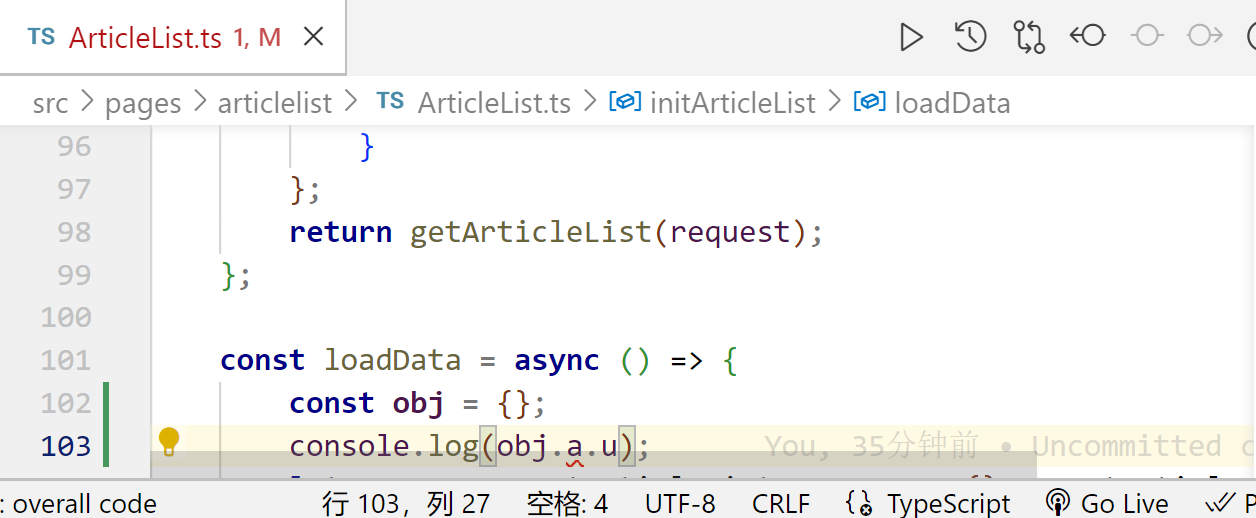 TS ArticleList.ts 1, M
src > pages > articlelist > TS ArticleList.ts > initArticleList > loadData
96 }
97 };
98 return getArticleList(request);
99 };
100
101 const loadData = async () => {
102 const obj = {};
103 console.log(obj.a.u); You, 35分钟前 • Uncommitted c
: overall code 行 103, 列 27 空格: 4 UTF-8 CRLF TypeScript Go Live P